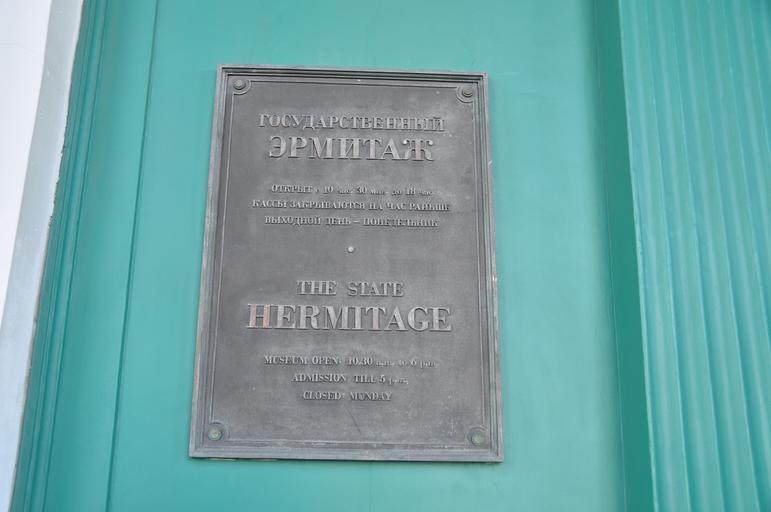 ГОСУДАРСТВЕННЫЙ
ЭРМИТАЖ
ОТКРЫТ с 10 час. 30 мин. до 18 час.
КАССЫ ЗАКРЫВАЮТСЯ НА ЧАС РАНЬШЕ
ВЫХОДНОЙ ДЕНЬ – ПОНЕДЕЛЬНИК
THE STATE
HERMITAGE
MUSEUM OPEN: 10.30 a.m. to 6 p.m.
ADMISSION TILL 5 p.m.
CLOSED MONDAY